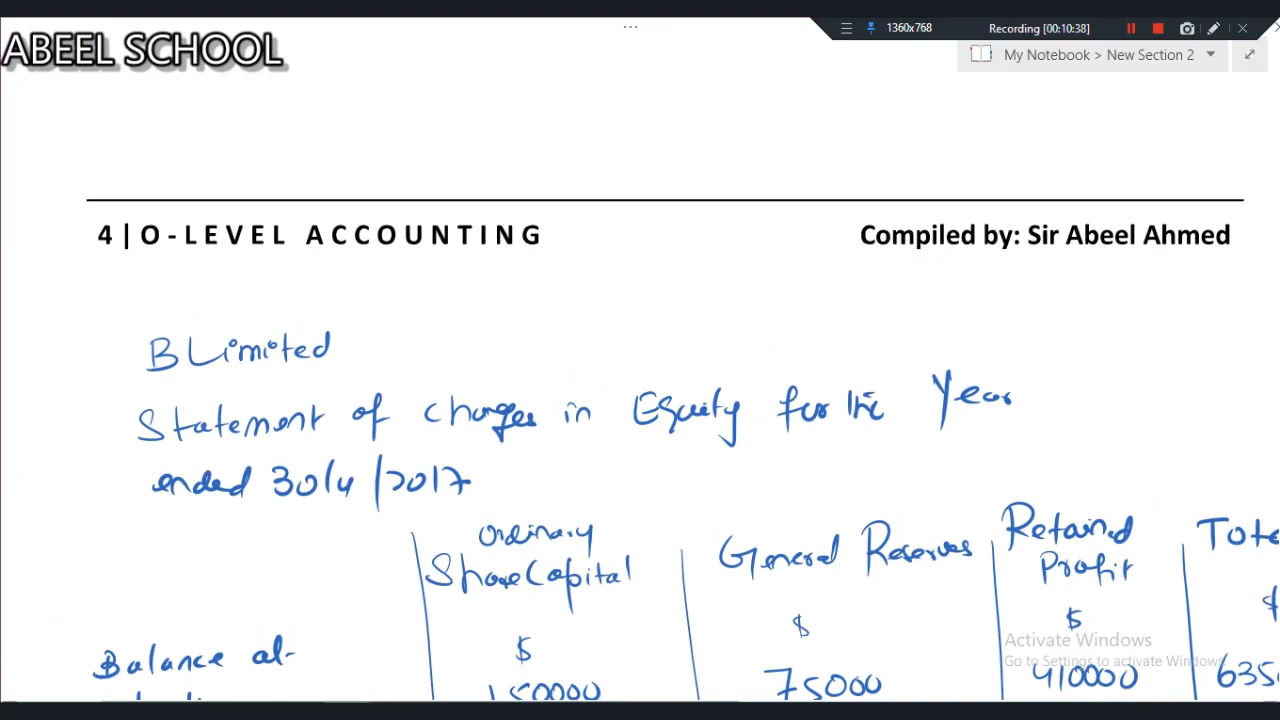 ABEEL SCHOOL
1360x768
Recording [00:10:38]
My Notebook > New Section 2
4|O-LEVEL ACCOUNTING
Compiled by: Sir Abeel Ahmed
B Limited
Statement of changes in Equity for the Year
ended 30/4/2017
Ordinary Share Capital
General Reserves
Retained Profit
$
$
$
Activate Windows
Go to Settings to activate Windows.
Balance at
150000
75000
410000